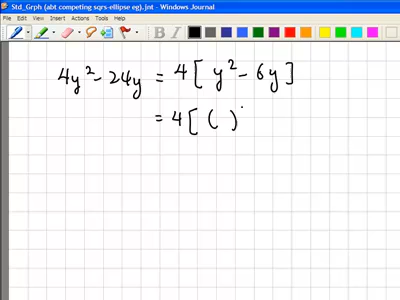 Std_Grph (abt competing sqrs-ellipse eg).jnt - Windows Journal
File Edit View Insert Actions Tools Help
4y² - 24y = 4[ y² - 6y ]
= 4[ ( )